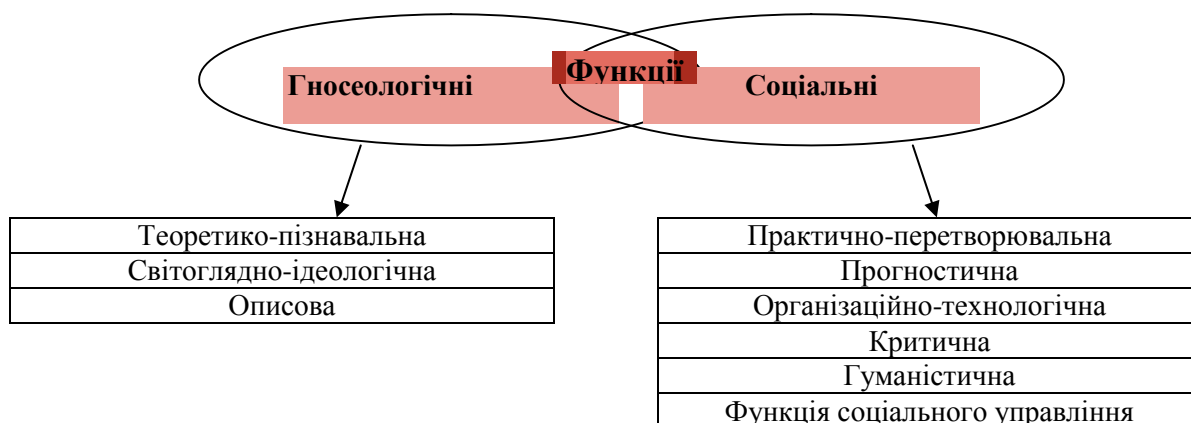 Функції
Гносеологічні
Соціальні
Теоретико-пізнавальна
Світоглядно-ідеологічна
Описова
Практично-перетворювальна
Прогностична
Організаційно-технологічна
Критична
Гуманістична
Функція соціального управління